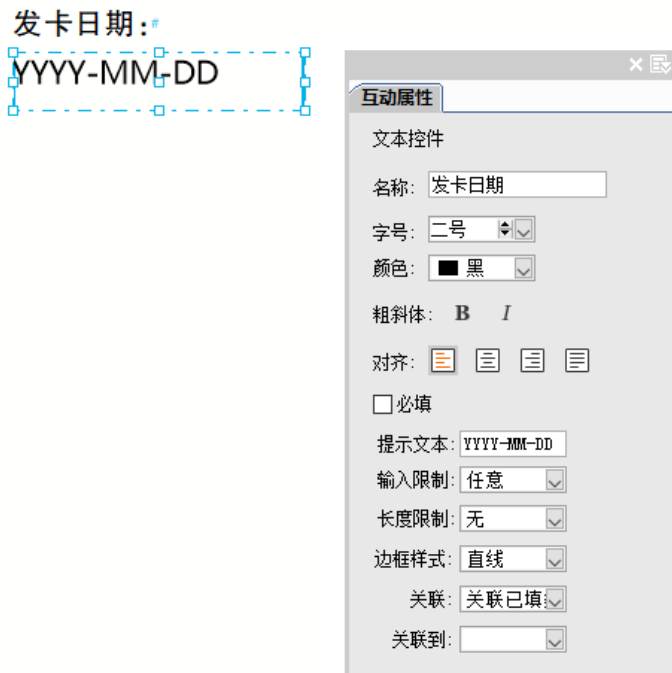 发卡日期:#
YYYY-MM-DD
互动属性
文本控件
名称: 发卡日期
字号: 二号
颜色: 黑
粗斜体: B I
对齐:
必填
提示文本: YYYY-MM-DD
输入限制: 任意
长度限制: 无
边框样式: 直线
关联: 关联已填
关联到: